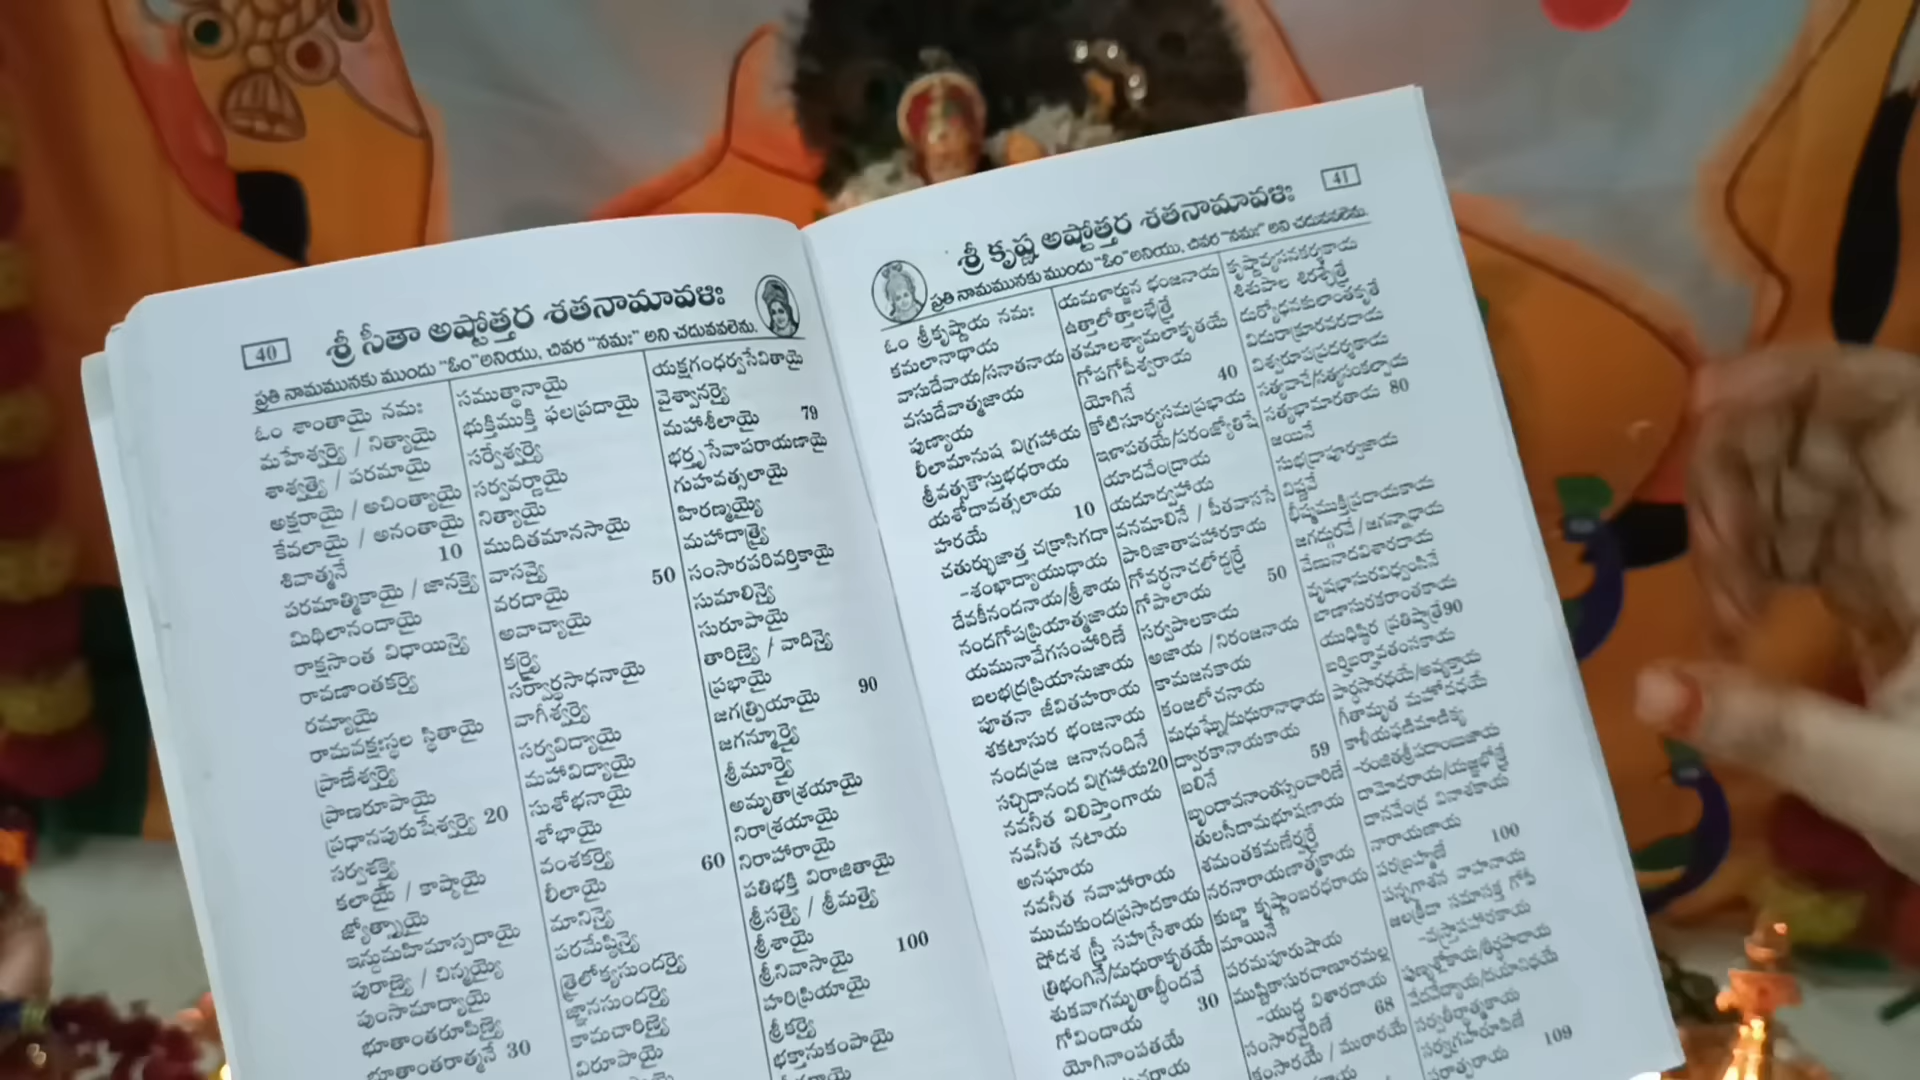 40
శ్రీ సీతా అష్టోత్తర శతనామావళిః
ప్రతి నామమునకు ముందు "ఓం" అనియు, చివర "నమః" అని చదువవలెను.
ఓం శాంతాయై నమః
మహేశ్వర్యై / నిత్యాయై
శాశ్వత్యై / పరమాయై
అక్షరాయై / అచింత్యాయై
కేవలాయై / అనంతాయై
శివాత్మనే 10
పరమాత్మికాయై / జానక్యై
మిథిలానందాయై
రాక్షసాంత విధాయిన్యై
రావణాంతకర్యై
రమ్యాయై
రామవక్షఃస్థల స్థితాయై
ప్రాణేశ్వర్యై
ప్రాణరూపాయై
ప్రధానపురుషేశ్వర్యై 20
సర్వశక్త్యై
కలాయై / కాష్ఠాయై
జ్యోత్స్నాయై
ఇన్దుమహిమాస్పదాయై
పురాణ్యై / చిన్మయ్యై
పుంసామాద్యాయై
భూతాంతరూపిణ్యై
భూతాంతరాత్మనే 30
సముత్థానాయై
భుక్తిముక్తి ఫలప్రదాయై
సర్వేశ్వర్యై
సర్వవర్ణాయై
నిత్యాయై
ముదితమానసాయై
వాసవ్యై
వరదాయై 50
అవాచ్యాయై
కర్త్ర్యై
సర్వార్థసాధనాయై
వాగీశ్వర్యై
సర్వవిద్యాయై
మహావిద్యాయై
సుశోభనాయై
శోభాయై
వంశకర్యై 60
లీలాయై
మానిన్యై
పరమేష్ఠిన్యై
త్రైలోక్యసుందర్యై
జ్ఞానసుందర్యై
కామచారిణ్యై
విరూపాయై
యక్షగంధర్వసేవితాయై
వైశ్వానర్యై
మహాశీలాయై 79
భర్తృసేవాపరాయణాయై
గుహవత్సలాయై
హిరణ్మయ్యై
మహాదాత్ర్యై
సంసారపరివర్తికాయై
సుమాలిన్యై
సురూపాయై
తారిణ్యై / వాదిన్యై
ప్రభాయై
జగత్ప్రియాయై 90
జగన్మూర్త్యై
శ్రీమూర్త్యై
అమృతాశ్రయాయై
నిరాశ్రయాయై
నిరాహారాయై
పతిభక్తి విరాజితాయై
శ్రీసత్యై / శ్రీమత్యై
శ్రీశాయై
శ్రీనివాసాయై 100
హరిప్రియాయై
శ్రీకర్యై
భక్తానుకంపాయై
41
శ్రీ కృష్ణ అష్టోత్తర శతనామావళిః
ప్రతి నామమునకు ముందు "ఓం" అనియు, చివర "నమః" అని చదువవలెను.
ఓం శ్రీకృష్ణాయ నమః
కమలానాథాయ
వాసుదేవాయ/సనాతనాయ
వసుదేవాత్మజాయ
పుణ్యాయ
లీలామానుష విగ్రహాయ
శ్రీవత్సకౌస్తుభధరాయ
యశోదావత్సలాయ
హరయే 10
చతుర్భుజాత్త చక్రాసిగదా
-శంఖాద్యాయుధాయ
దేవకీనందనాయ/శ్రీశాయ
నందగోపప్రియాత్మజాయ
యమునావేగసంహారిణే
బలభద్రప్రియానుజాయ
పూతనా జీవితహరాయ
శకటాసుర భంజనాయ
నందవ్రజ జనానందినే
సచ్చిదానంద విగ్రహాయ20
నవనీత విలిప్తాంగాయ
నవనీత నటాయ
అనఘాయ
నవనీత నవాహారాయ
ముచుకుందప్రసాదకాయ
షోడశ స్త్రీ సహస్రేశాయ
త్రిభంగినే/మధురాకృతయే
శుకవాగమృతాబ్ధీందవే
గోవిందాయ 30
యోగినాంపతయే
యమళార్జున భంజనాయ
ఉత్తాలోత్తాలభేత్రే
తమాలశ్యామలాకృతయే
గోపగోపీశ్వరాయ
యోగినే 40
కోటిసూర్యసమప్రభాయ
ఇళాపతయే/పరంజ్యోతిషే
యాదవేంద్రాయ
యదూద్వహాయ
వనమాలినే / పీతవాససే
పారిజాతాపహారకాయ
గోవర్ధనాచలోద్ధర్త్రే
గోపాలాయ 50
సర్వపాలకాయ
అజాయ / నిరంజనాయ
కామజనకాయ
కంజలోచనాయ
మధుఘ్నే/మధురానాథాయ
ద్వారకానాయకాయ
బలినే 59
బృందావనాంతస్సంచారిణే
తులసీదామభూషణాయ
శమంతకమణేర్హర్త్రే
నరనారాయణాత్మకాయ
కుబ్జా కృష్ణాంబరధరాయ
మాయినే
పరమపూరుషాయ
ముష్టికాసురచాణూరమల్ల
-యుద్ధ విశారదాయ
సంసారవైరిణే 68
కంసారయే / మురారయే
కృష్ణావ్యసనకర్శకాయ
శిశుపాల శిరశ్ఛేత్రే
దుర్యోధనకులాంతకృతే
విదురాక్రూరవరదాయ
విశ్వరూపప్రదర్శకాయ
సత్యవాచే/సత్యసంకల్పాయ
సత్యభామారతాయ 80
జయినే
సుభద్రాపూర్వజాయ
విష్ణవే
భీష్మముక్తిప్రదాయకాయ
జగద్గురవే / జగన్నాథాయ
వేణునాదవిశారదాయ
వృషభాసురవిధ్వంసినే
బాణాసురకరాంతకాయ
యుధిష్ఠిర ప్రతిష్ఠాత్రే90
బర్హిబర్హావతంసకాయ
పార్థసారథయే/అవ్యక్తాయ
గీతామృత మహోదధయే
కాళీయఫణిమాణిక్య
-రంజితశ్రీపదాంబుజాయ
దామోదరాయ/యజ్ఞభోక్త్రే
దానవేంద్ర వినాశకాయ
నారాయణాయ
పరబ్రహ్మణే 100
పన్నగాశన వాహనాయ
జలక్రీడా సమాసక్త గోపీ
-వస్త్రాపహారకాయ
పుణ్యశ్లోకాయ/తీర్థపాదాయ
వేదవేద్యాయ/దయానిధయే
సర్వతీర్థాత్మకాయ
సర్వగ్రహరూపిణే
పరాత్పరాయ 109